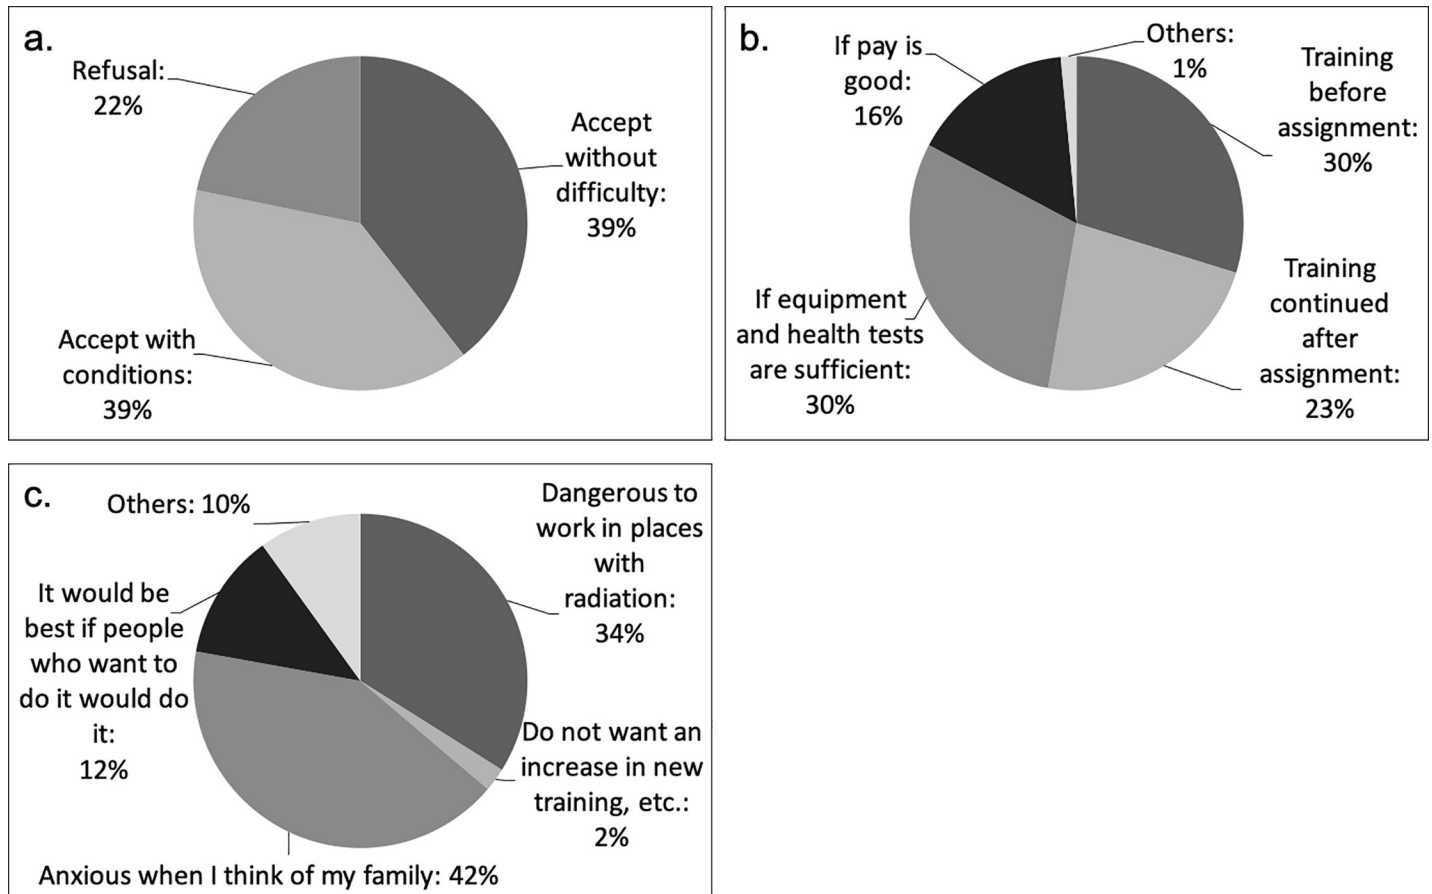 a.
Refusal:
22%
Accept
without
difficulty:
39%
Accept with
conditions:
39%
b.
If pay is
good:
16%
Others:
1%
Training
before
assignment:
30%
If equipment
and health tests
are sufficient:
30%
Training
continued
after
assignment:
23%
c.
Others: 10%
Dangerous to
work in places
with
radiation:
34%
It would be
best if people
who want to
do it would do
it:
12%
Do not want an
increase in new
training, etc.:
2%
Anxious when I think of my family: 42%